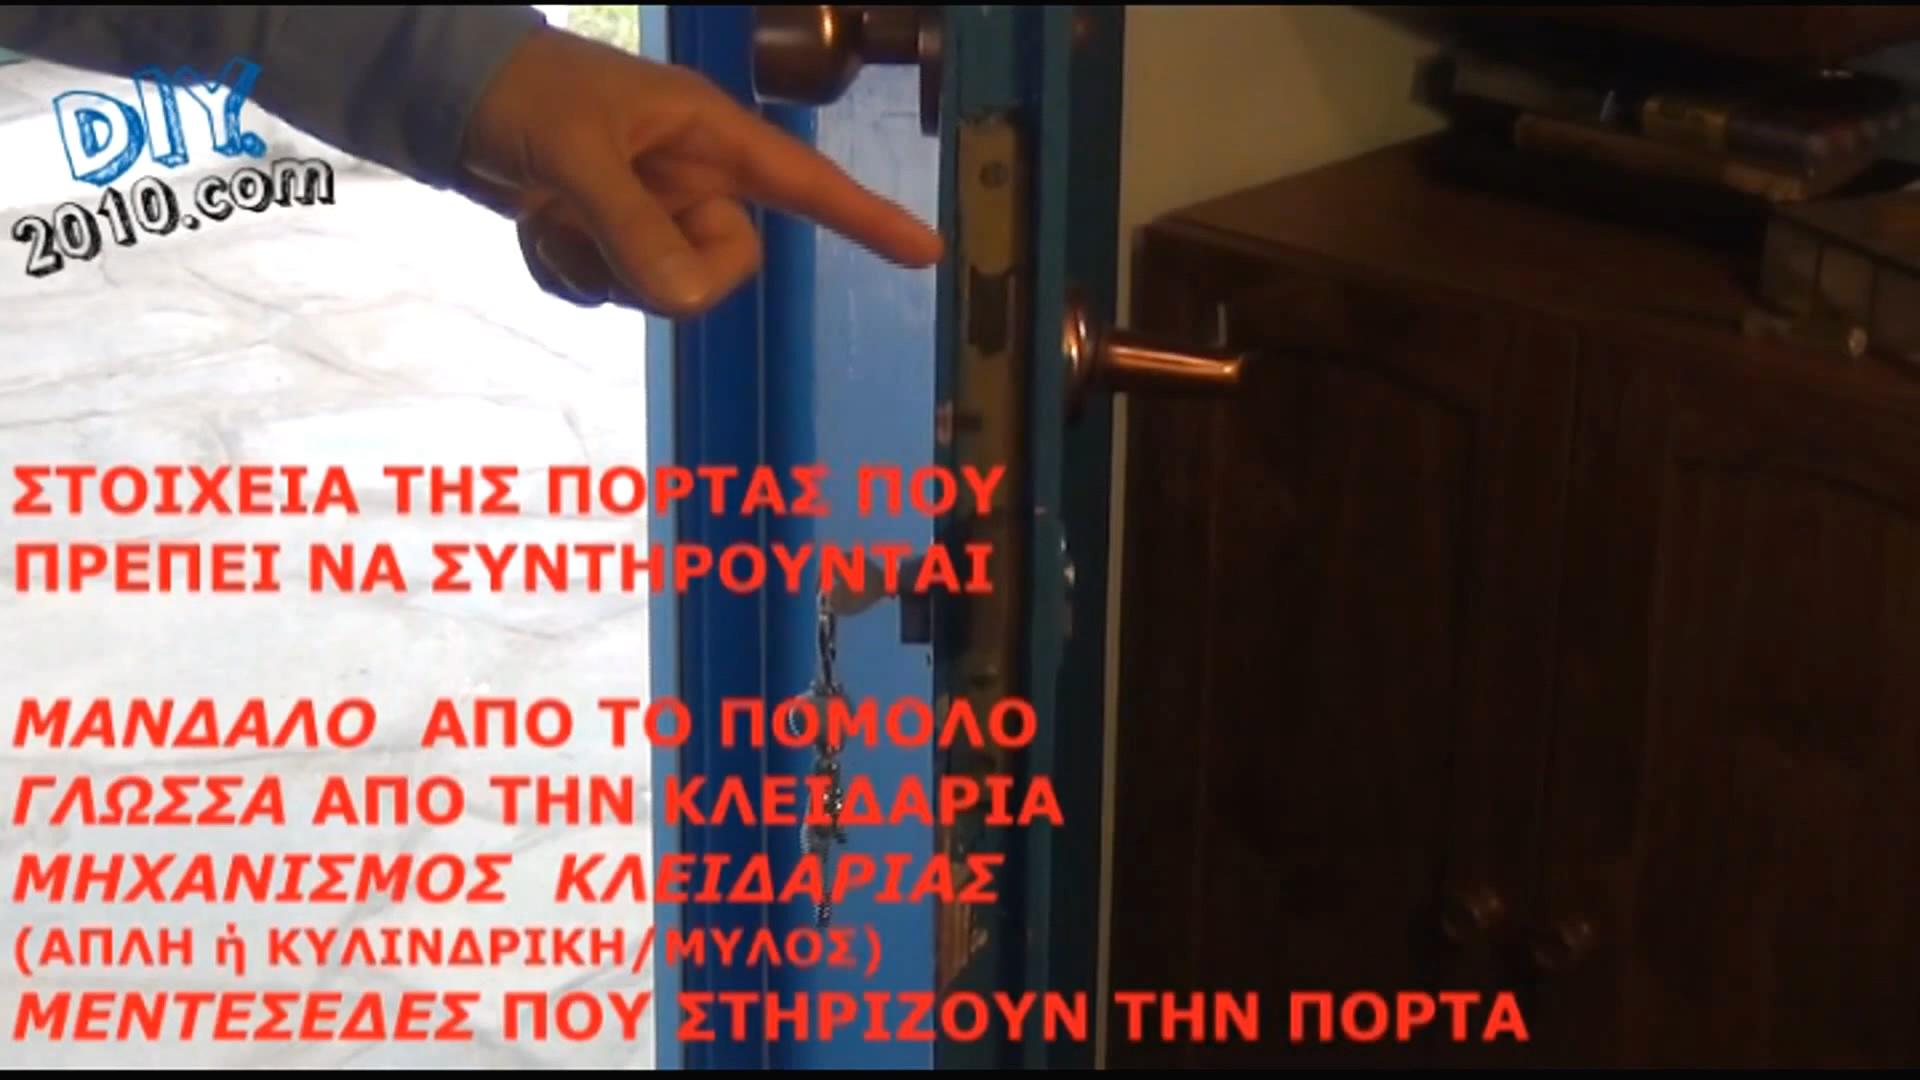 DIY.
2010.com
ΣΤΟΙΧΕΙΑ ΤΗΣ ΠΟΡΤΑΣ ΠΟΥ
ΠΡΕΠΕΙ ΝΑ ΣΥΝΤΗΡΟΥΝΤΑΙ
ΜΑΝΔΑΛΟ ΑΠΟ ΤΟ ΠΟΜΟΛΟ
ΓΛΩΣΣΑ ΑΠΟ ΤΗΝ ΚΛΕΙΔΑΡΙΑ
ΜΗΧΑΝΙΣΜΟΣ ΚΛΕΙΔΑΡΙΑΣ
(ΑΠΛΗ ή ΚΥΛΙΝΔΡΙΚΗ/ΜΥΛΟΣ)
ΜΕΝΤΕΣΕΔΕΣ ΠΟΥ ΣΤΗΡΙΖΟΥΝ ΤΗΝ ΠΟΡΤΑ